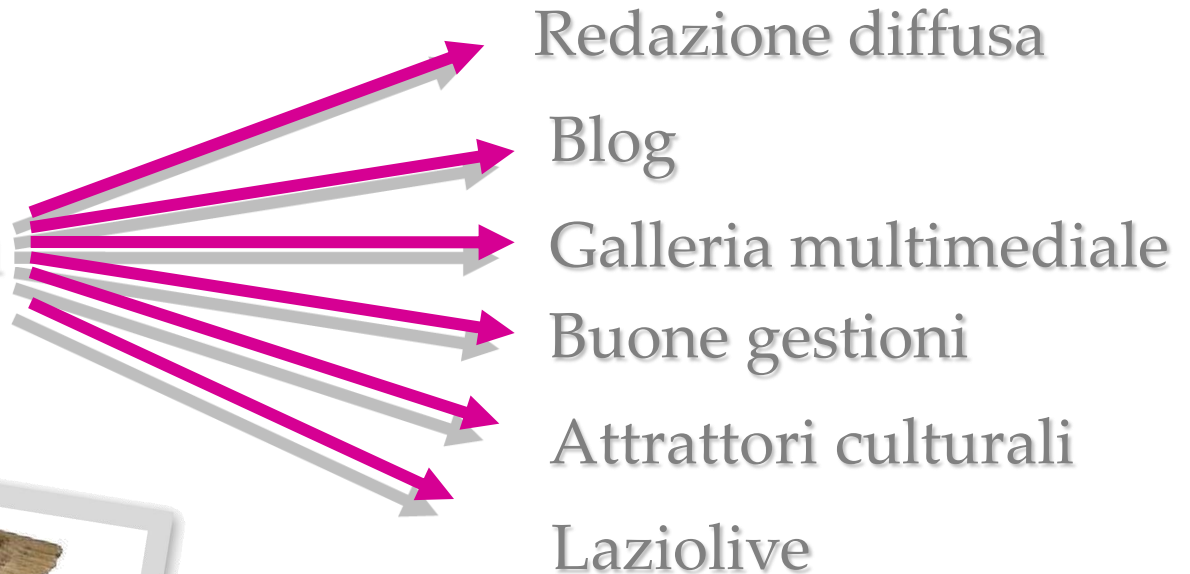 Redazione diffusa
Blog
Galleria multimediale
Buone gestioni
Attrattori culturali
Laziolive